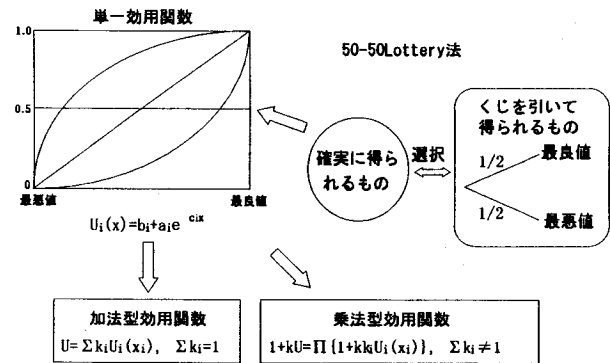 単一効用関数
50-50Lottery法
1.0
0.5
0
最悪値
最良値
Ui(x)=bi+aie cix
確実に得ら
れるもの
選択
くじを引いて
得られるもの
1/2
最良値
1/2
最悪値
加法型効用関数
U=ΣkiUi(xi), Σki=1
乗法型効用関数
1+kU=Π{1+kkiUi(xi)}, Σki≠1